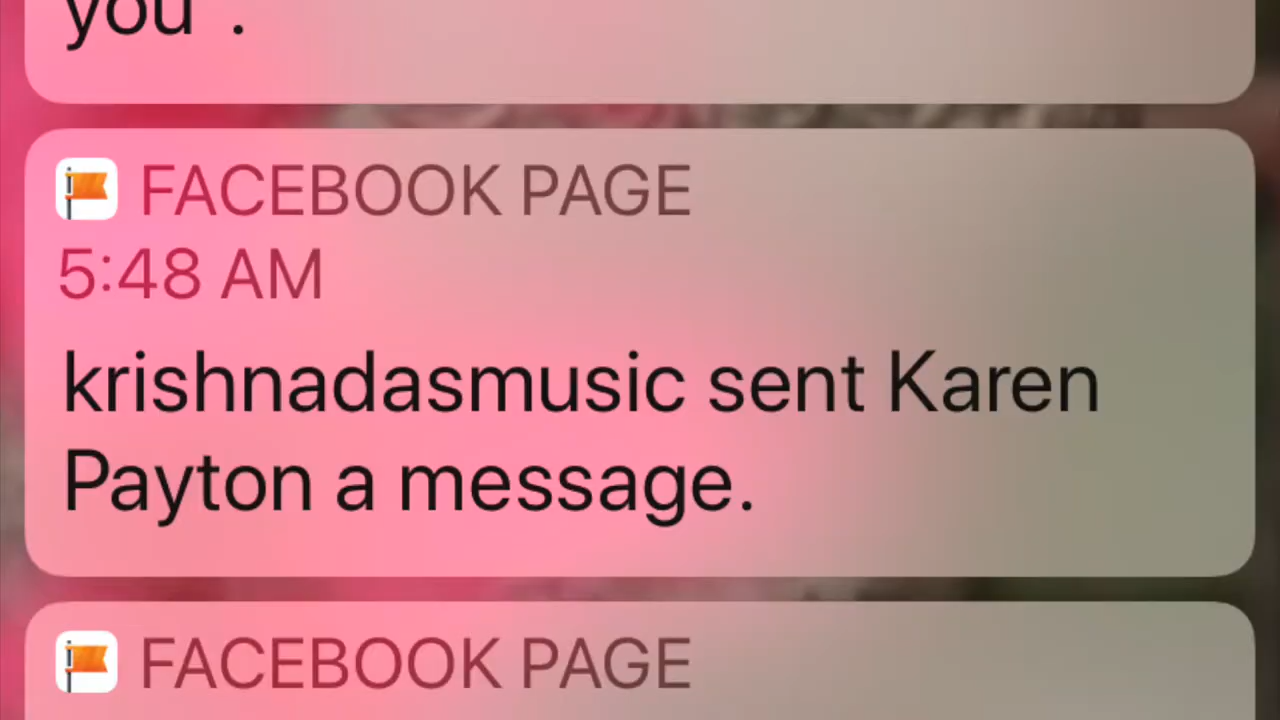 you".
FACEBOOK PAGE
5:48 AM
krishnadasmusic sent Karen
Payton a message.
FACEBOOK PAGE